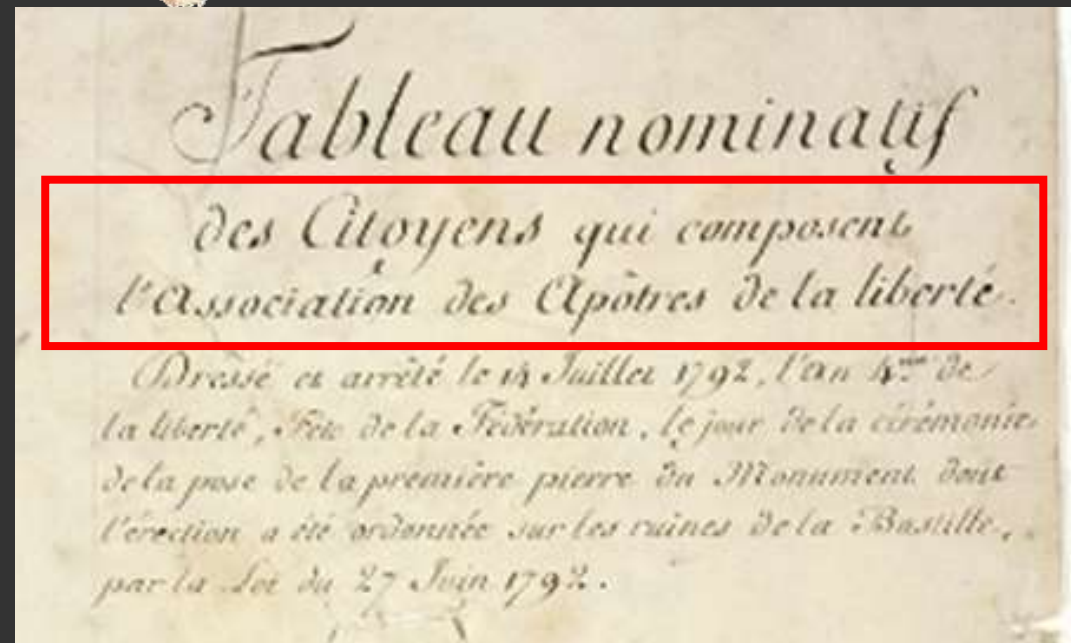 Tableau nominatif
des Citoyens qui composent
l'Association des Apôtres de la liberté.
Dressé et arrêté le 14 Juillet 1792, l'an 4.me de
la liberté, Fête de la Fédération, le jour de la cérémonie
de la pose de la première pierre du Monument dont
l'érection a été ordonnée sur les ruines de la Bastille,
par la Loi du 27 Juin 1792.